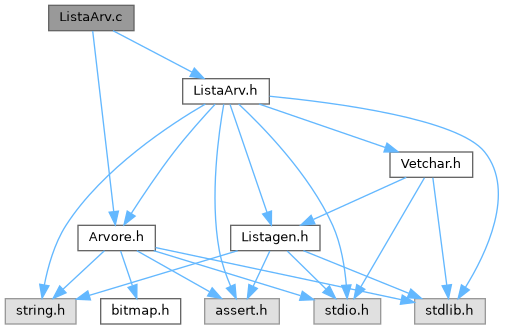 ListaArv.c
ListaArv.h
Vetchar.h
Arvore.h
Listagen.h
string.h
bitmap.h
assert.h
stdio.h
stdlib.h